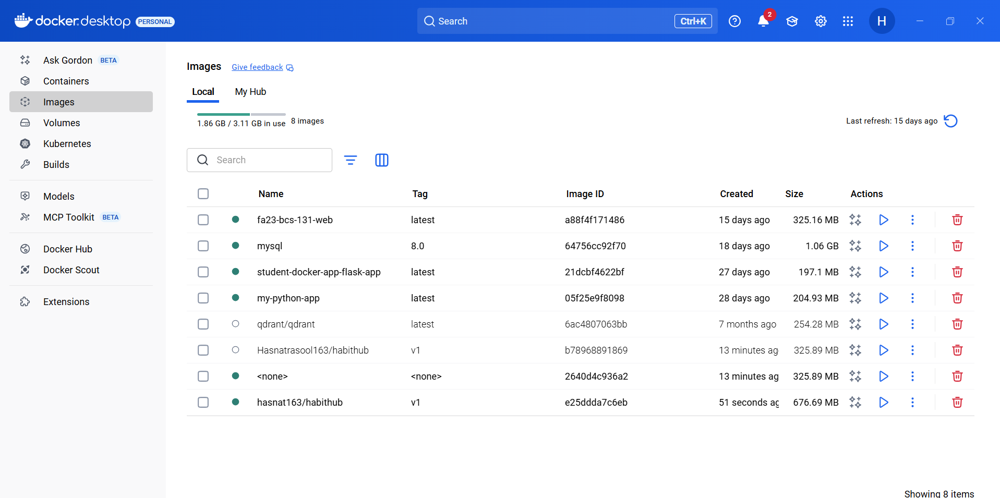 docker.desktop PERSONAL Search Ctrl+K 2 H
Ask Gordon BETA
Containers
Images
Volumes
Kubernetes
Builds
Models
MCP Toolkit BETA
Docker Hub
Docker Scout
Extensions
Images Give feedback
Local My Hub
1.86 GB / 3.11 GB in use 8 images Last refresh: 15 days ago
Search
Name Tag Image ID Created Size Actions
fa23-bcs-131-web latest a88f4f171486 15 days ago 325.16 MB
mysql 8.0 64756cc92f70 18 days ago 1.06 GB
student-docker-app-flask-app latest 21dcbf4622bf 27 days ago 197.1 MB
my-python-app latest 05f25e9f8098 28 days ago 204.93 MB
qdrant/qdrant latest 6ac4807063bb 7 months ago 254.28 MB
Hasnatrasool163/habithub v1 b78968891869 13 minutes ag 325.89 MB
<none> <none> 2640d4c936a2 13 minutes ag 325.89 MB
hasnat163/habithub v1 e25ddda7c6eb 51 seconds ag 676.69 MB
Showing 8 items